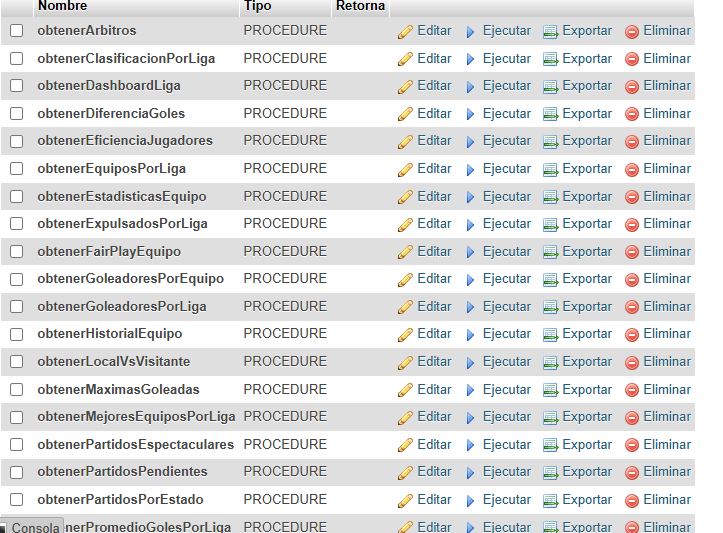 Nombre Tipo Retorna
obtenerArbitros PROCEDURE Editar Ejecutar Exportar Eliminar
obtenerClasificacionPorLiga PROCEDURE Editar Ejecutar Exportar Eliminar
obtenerDashboardLiga PROCEDURE Editar Ejecutar Exportar Eliminar
obtenerDiferenciaGoles PROCEDURE Editar Ejecutar Exportar Eliminar
obtenerEficienciaJugadores PROCEDURE Editar Ejecutar Exportar Eliminar
obtenerEquiposPorLiga PROCEDURE Editar Ejecutar Exportar Eliminar
obtenerEstadisticasEquipo PROCEDURE Editar Ejecutar Exportar Eliminar
obtenerExpulsadosPorLiga PROCEDURE Editar Ejecutar Exportar Eliminar
obtenerFairPlayEquipo PROCEDURE Editar Ejecutar Exportar Eliminar
obtenerGoleadoresPorEquipo PROCEDURE Editar Ejecutar Exportar Eliminar
obtenerGoleadoresPorLiga PROCEDURE Editar Ejecutar Exportar Eliminar
obtenerHistorialEquipo PROCEDURE Editar Ejecutar Exportar Eliminar
obtenerLocalVsVisitante PROCEDURE Editar Ejecutar Exportar Eliminar
obtenerMaximasGoleadas PROCEDURE Editar Ejecutar Exportar Eliminar
obtenerMejoresEquiposPorLiga PROCEDURE Editar Ejecutar Exportar Eliminar
obtenerPartidosEspectaculares PROCEDURE Editar Ejecutar Exportar Eliminar
obtenerPartidosPendientes PROCEDURE Editar Ejecutar Exportar Eliminar
obtenerPartidosPorEstado PROCEDURE Editar Ejecutar Exportar Eliminar
Consola enerPromedioGolesPorLiga PROCEDURE Editar Ejecutar Exportar Eliminar